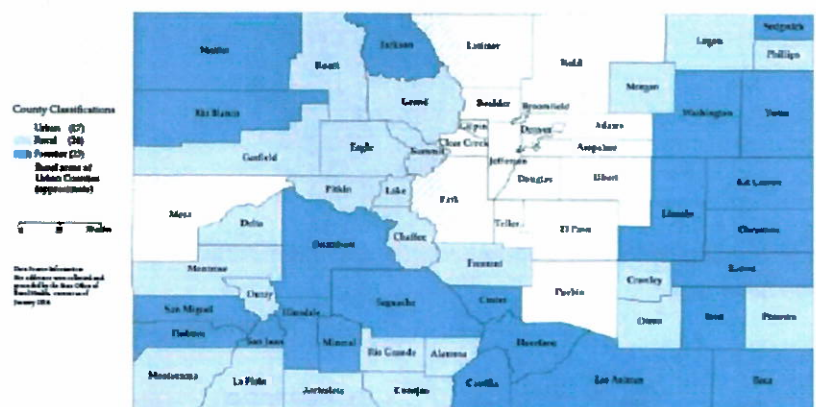 County Classifications
Urban (17)
Rural (24)
Frontier (23)
Rural areas of
Urban Counties
(approximate)
Data Source Information
Moffat
Routt
Jackson
Larimer
Weld
Logan
Sedgwick
Phillips
Morgan
Rio Blanco
Grand
Boulder
Broomfield
Washington
Yuma
Gilpin
Denver
Adams
Clear Creek
Arapahoe
Garfield
Eagle
Summit
Jefferson
Pitkin
Lake
Park
Douglas
Elbert
Kit Carson
Mesa
Delta
Gunnison
Chaffee
Teller
El Paso
Lincoln
Cheyenne
Montrose
Fremont
Kiowa
Ouray
Crowley
San Miguel
Hinsdale
Saguache
Custer
Pueblo
Otero
Bent
Prowers
Dolores
San Juan
Mineral
Rio Grande
Alamosa
Huerfano
Montezuma
La Plata
Archuleta
Conejos
Costilla
Las Animas
Baca